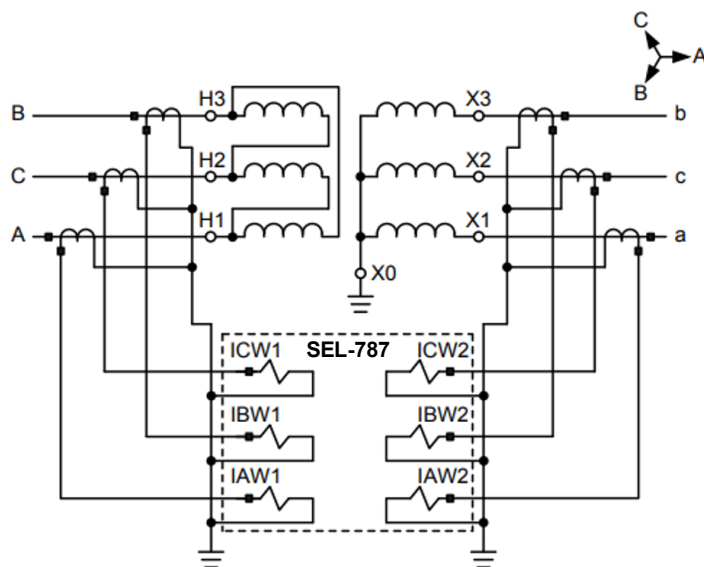 C
A
B
B H3 X3 b
C H2 X2 c
A H1 X1 a
X0
SEL-787
ICW1 ICW2
IBW1 IBW2
IAW1 IAW2